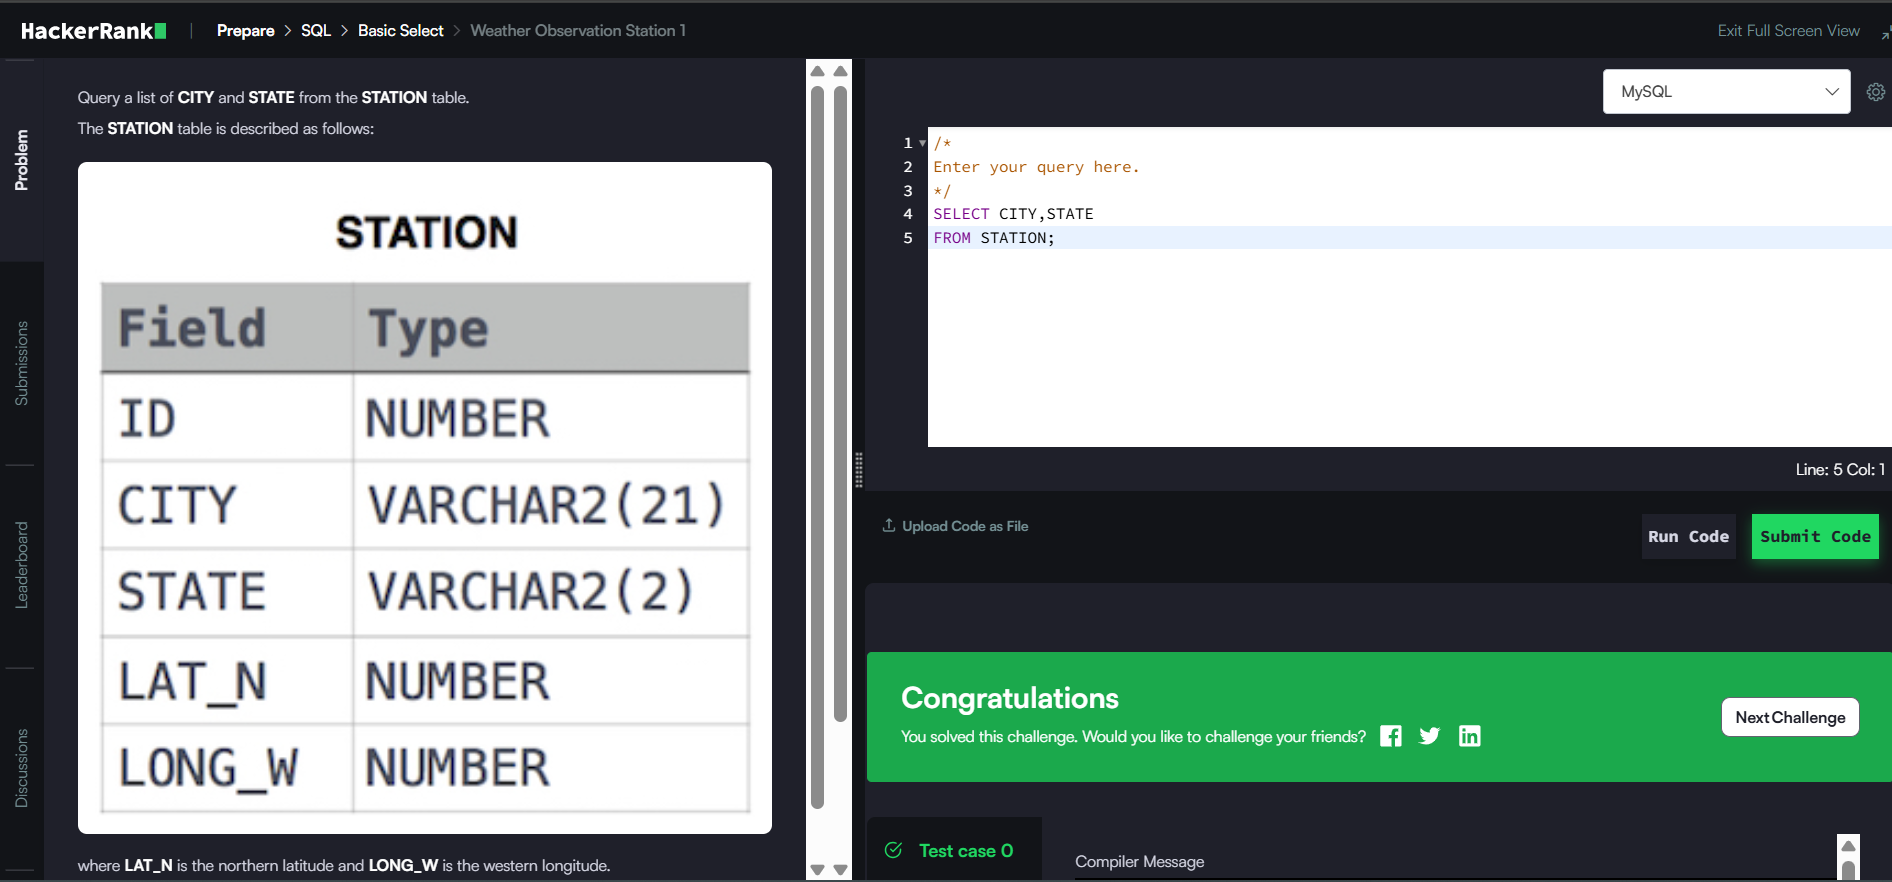 HackerRank
Prepare > SQL > Basic Select > Weather Observation Station 1
Exit Full Screen View
Problem
Submissions
Leaderboard
Discussions
Query a list of CITY and STATE from the STATION table.
The STATION table is described as follows:
STATION
Field Type
ID NUMBER
CITY VARCHAR2(21)
STATE VARCHAR2(2)
LAT_N NUMBER
LONG_W NUMBER
where LAT_N is the northern latitude and LONG_W is the western longitude.
MySQL
1 /*
2 Enter your query here.
3 */
4 SELECT CITY,STATE
5 FROM STATION;
Line: 5 Col: 1
Upload Code as File
Run Code
Submit Code
Congratulations
You solved this challenge. Would you like to challenge your friends?
Next Challenge
Test case 0
Compiler Message